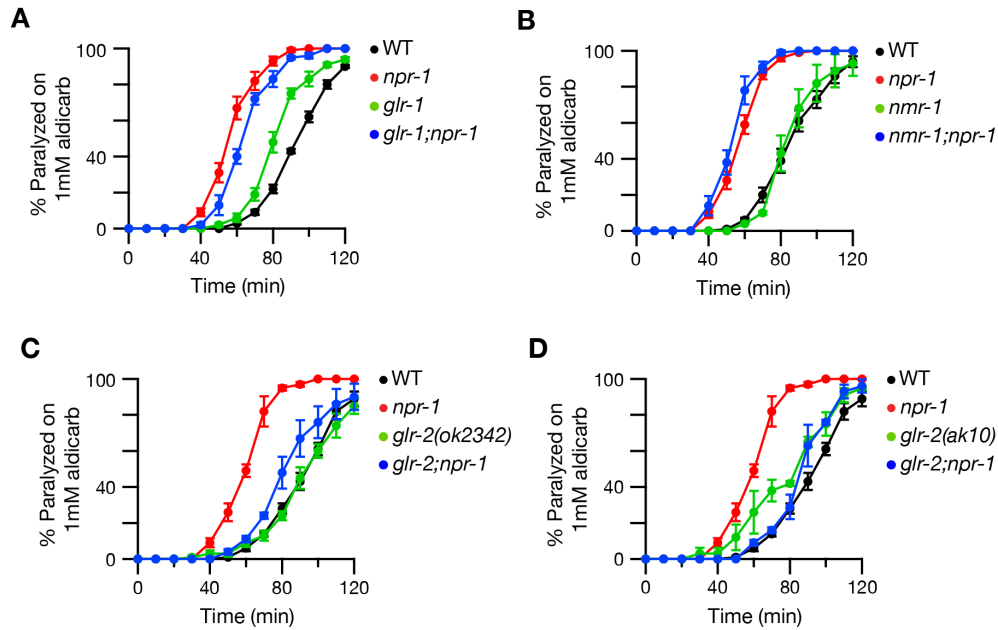 A
% Paralyzed on
1mM aldicarb
100
40
0
0 40 80 120
Time (min)
WT
npr-1
glr-1
glr-1;npr-1
B
% Paralyzed on
1mM aldicarb
100
40
0
0 40 80 120
Time (min)
WT
npr-1
nmr-1
nmr-1;npr-1
C
% Paralyzed on
1mM aldicarb
100
40
0
0 40 80 120
Time (min)
WT
npr-1
glr-2(ok2342)
glr-2;npr-1
D
% Paralyzed on
1mM aldicarb
100
40
0
0 40 80 120
Time (min)
WT
npr-1
glr-2(ak10)
glr-2;npr-1